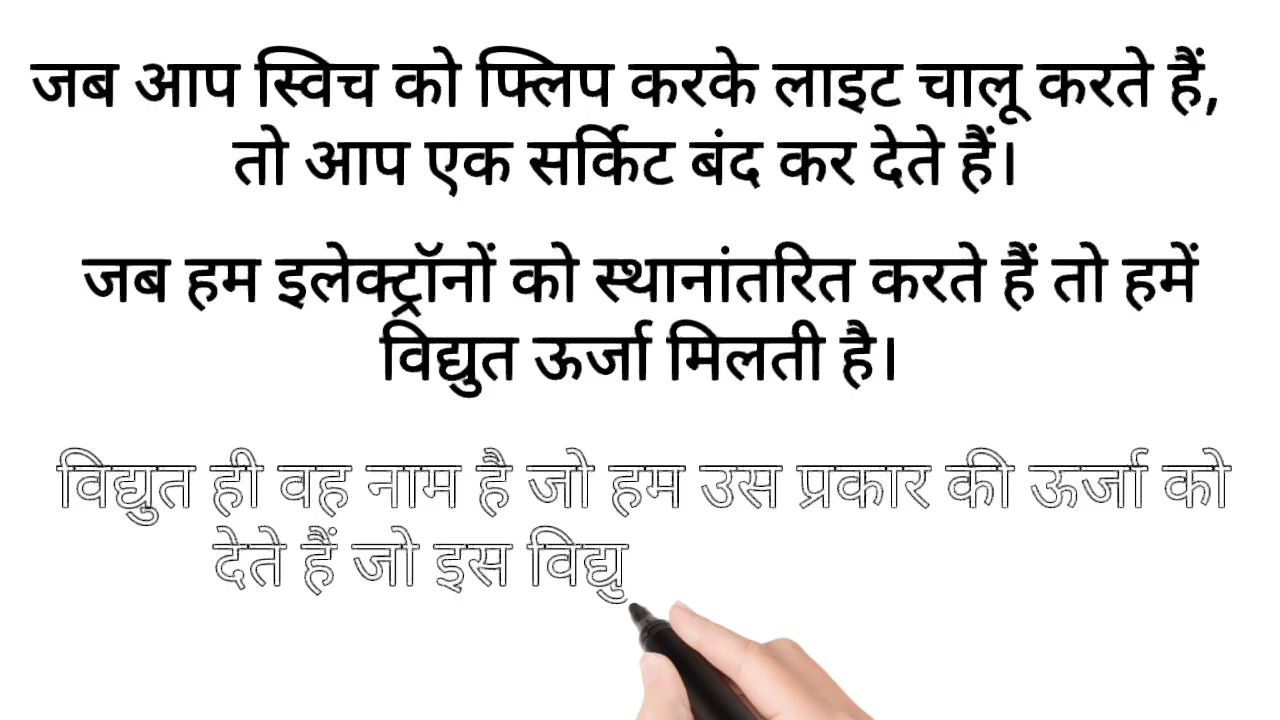 जब आप स्विच को फ्लिप करके लाइट चालू करते हैं,
तो आप एक सर्किट बंद कर देते हैं।
जब हम इलेक्ट्रॉनों को स्थानांतरित करते हैं तो हमें
विद्युत ऊर्जा मिलती है।
विद्युत ही वह नाम है जो हम उस प्रकार की ऊर्जा को
देते हैं जो इस विद्यु